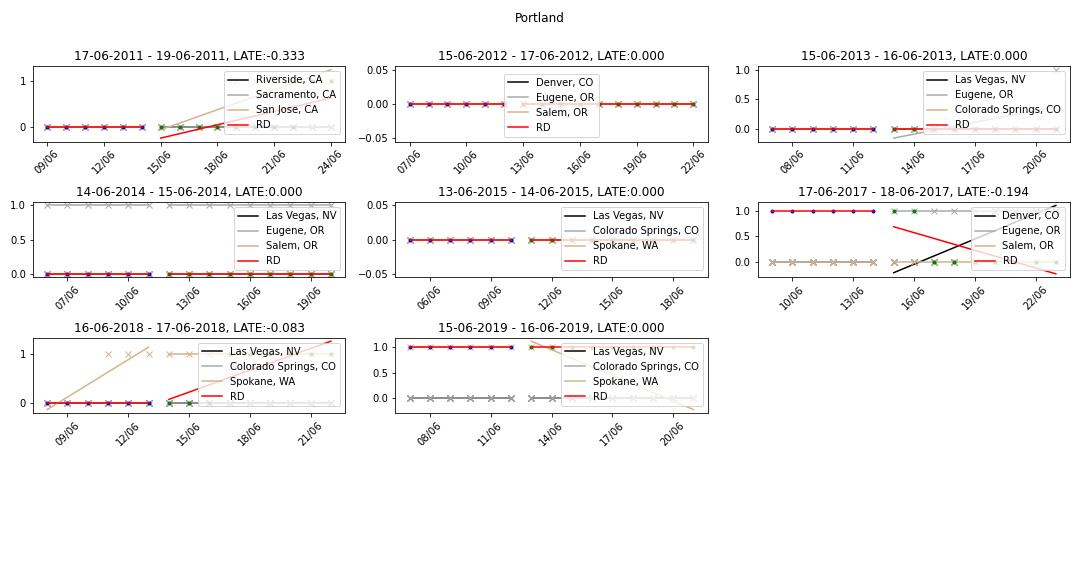 Portland
17-06-2011 - 19-06-2011, LATE:-0.333
1
0
Riverside, CA
Sacramento, CA
San Jose, CA
RD
09/06 12/06 15/06 18/06 21/06 24/06
15-06-2012 - 17-06-2012, LATE:0.000
0.05
0.00
−0.05
Denver, CO
Eugene, OR
Salem, OR
RD
07/06 10/06 13/06 16/06 19/06 22/06
15-06-2013 - 16-06-2013, LATE:0.000
1.0
0.5
0.0
Las Vegas, NV
Eugene, OR
Colorado Springs, CO
RD
08/06 11/06 14/06 17/06 20/06
14-06-2014 - 15-06-2014, LATE:0.000
1.0
0.5
0.0
Las Vegas, NV
Eugene, OR
Salem, OR
RD
07/06 10/06 13/06 16/06 19/06
13-06-2015 - 14-06-2015, LATE:0.000
0.05
0.00
−0.05
Las Vegas, NV
Colorado Springs, CO
Spokane, WA
RD
06/06 09/06 12/06 15/06 18/06
17-06-2017 - 18-06-2017, LATE:-0.194
1.0
0.5
0.0
Denver, CO
Eugene, OR
Salem, OR
RD
10/06 13/06 16/06 19/06 22/06
16-06-2018 - 17-06-2018, LATE:-0.083
1
0
Las Vegas, NV
Colorado Springs, CO
Spokane, WA
RD
09/06 12/06 15/06 18/06 21/06
15-06-2019 - 16-06-2019, LATE:0.000
1.0
0.5
0.0
Las Vegas, NV
Colorado Springs, CO
Spokane, WA
RD
08/06 11/06 14/06 17/06 20/06